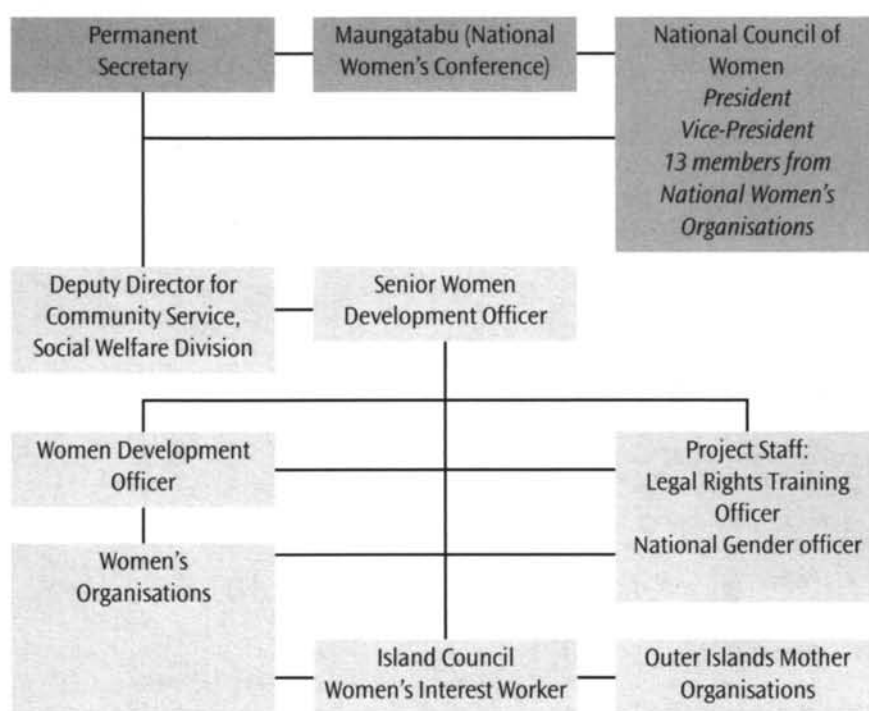 Permanent
Secretary
Maungatabu (National
Women's Conference)
National Council of
Women
President
Vice-President
13 members from
National Women's
Organisations
Deputy Director for
Community Service,
Social Welfare Division
Senior Women
Development Officer
Women Development
Officer
Project Staff:
Legal Rights Training
Officer
National Gender officer
Women's
Organisations
Island Council
Women's Interest Worker
Outer Islands Mother
Organisations